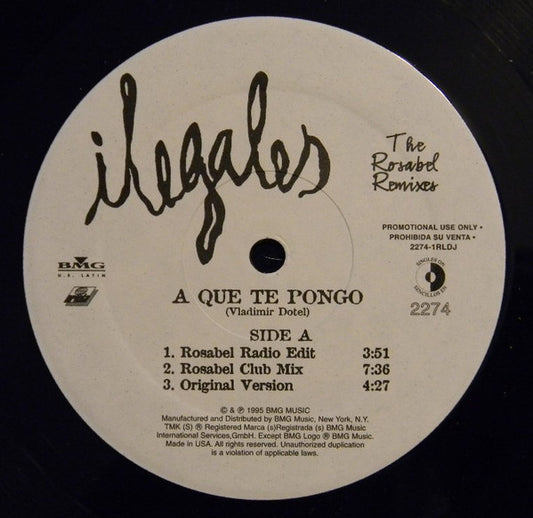 ilegales
The
Rosabel
Remixes
PROMOTIONAL USE ONLY •
PROHIBIDA SU VENTA •
2274-1RLDJ
BMG
U.S. LATIN
SINGLES ON
SENCILLOS EN
2274
A QUE TE PONGO
(Vladimir Dotel)
SIDE A
1. Rosabel Radio Edit 3:51
2. Rosabel Club Mix 7:36
3. Original Version 4:27
© & ℗ 1995 BMG MUSIC
Manufactured and Distributed by BMG Music, New York, N.Y.
TMK (S) ® Registered Marca (s)Registrada (s) BMG Music
International Services,GmbH. Except BMG Logo ® BMG Music.
Made in USA. All rights reserved. Unauthorized duplication
is a violation of applicable laws.